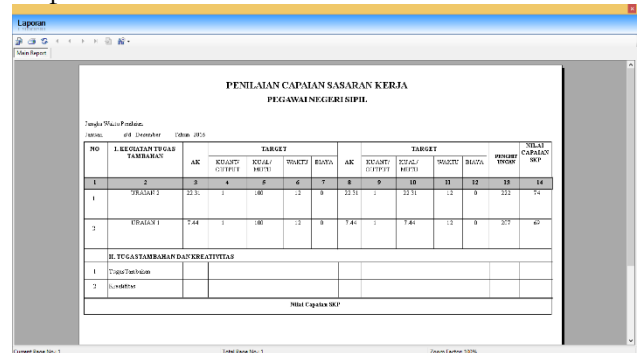 Laporan
Main Report
PENILAIAN CAPAIAN SASARAN KERJA
PEGAWAI NEGERI SIPIL
Jangka Waktu Penilaian
Januari s/d Desember Tahun 2015
NO I. KEGIATAN TUGAS TAMBAHAN AK TARGET AK TARGET PENGHITUNGAN NILAI CAPAIAN SKP
KUANT/ OUTPUT KUAL/ MUTU WAKTU BIAYA KUANT/ OUTPUT KUAL/ MUTU WAKTU BIAYA
1 2 3 4 5 6 7 8 9 10 11 12 13 14
1 URAIAN 2 22.31 1 100 12 0 22.31 1 22.31 12 0 222 74
2 URAIAN 1 7.44 1 100 12 0 7.44 1 7.44 12 0 207 69
II. TUGAS TAMBAHAN DAN KREATIVITAS
1 Tugas Tambahan
2 Kreatifitas
Nilai Capaian SKP
Current Page No.: 1 Total Page No.: 1 Zoom Factor: 100%